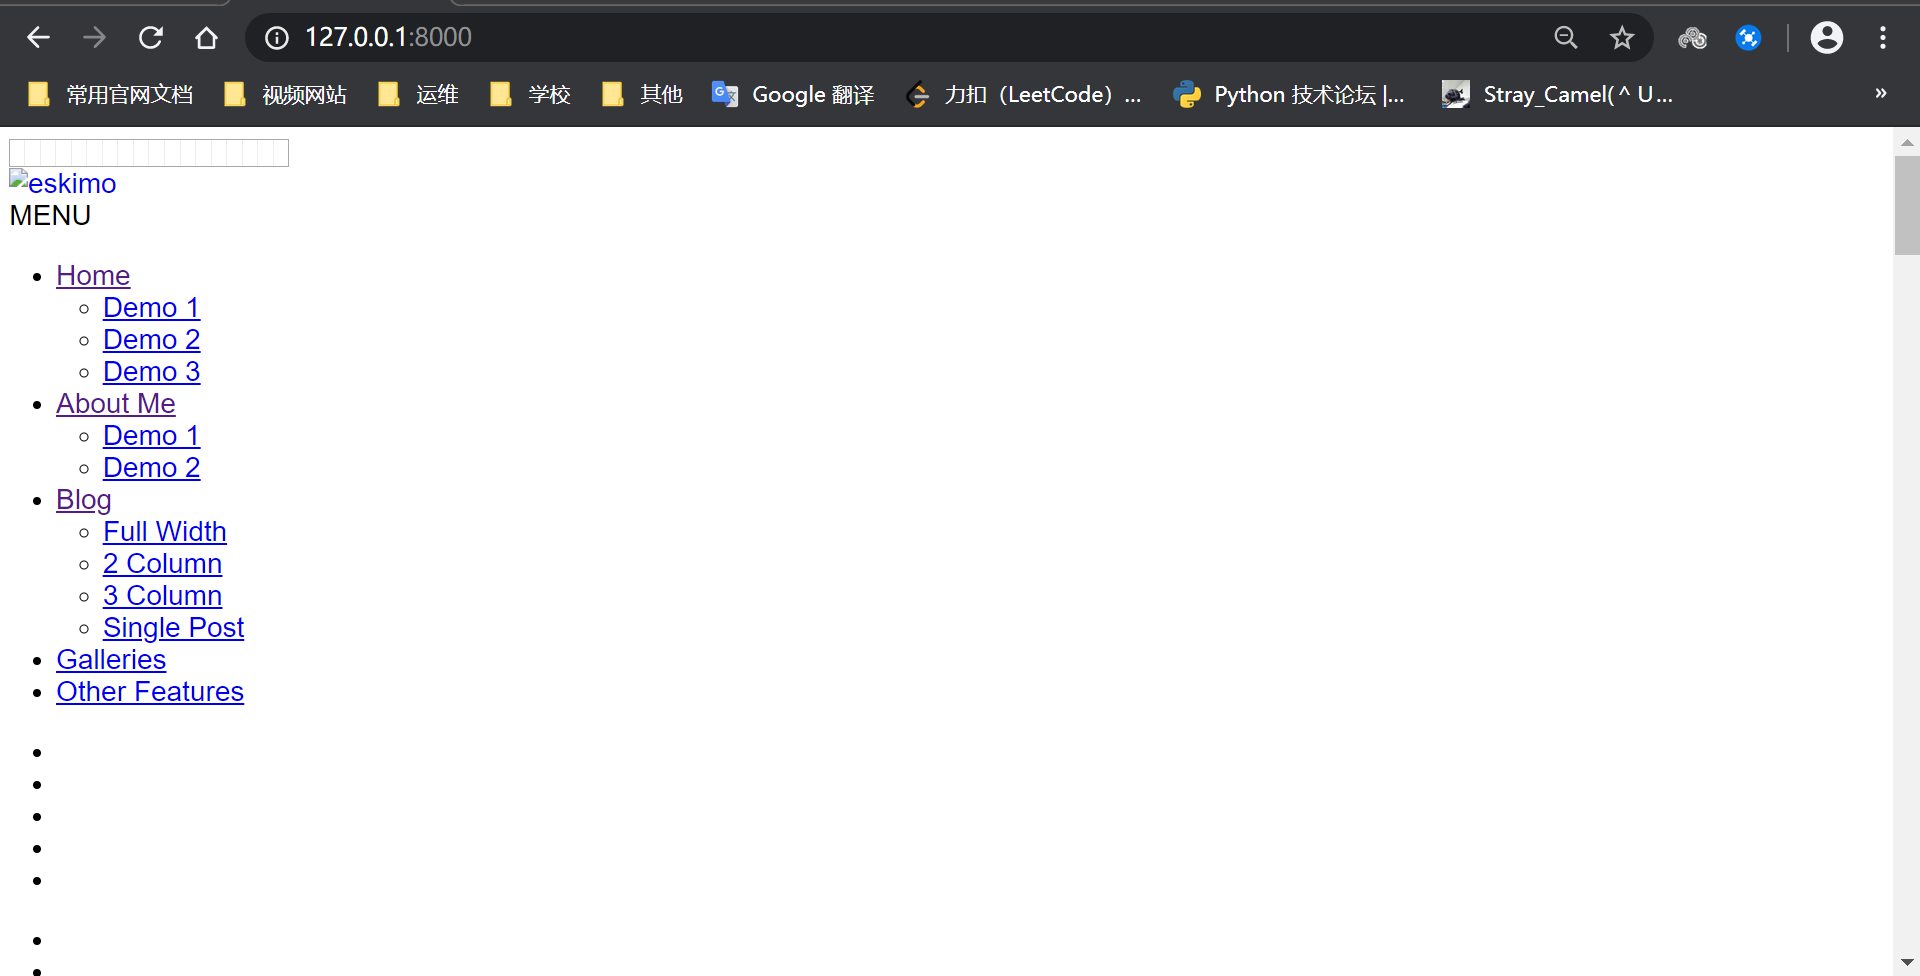 127.0.0.1:8000
常用官网文档 视频网站 运维 学校 其他 Google 翻译 力扣（LeetCode）... Python 技术论坛 |... Stray_Camel( ^ U... »
eskimo
MENU
Home
Demo 1
Demo 2
Demo 3
About Me
Demo 1
Demo 2
Blog
Full Width
2 Column
3 Column
Single Post
Galleries
Other Features